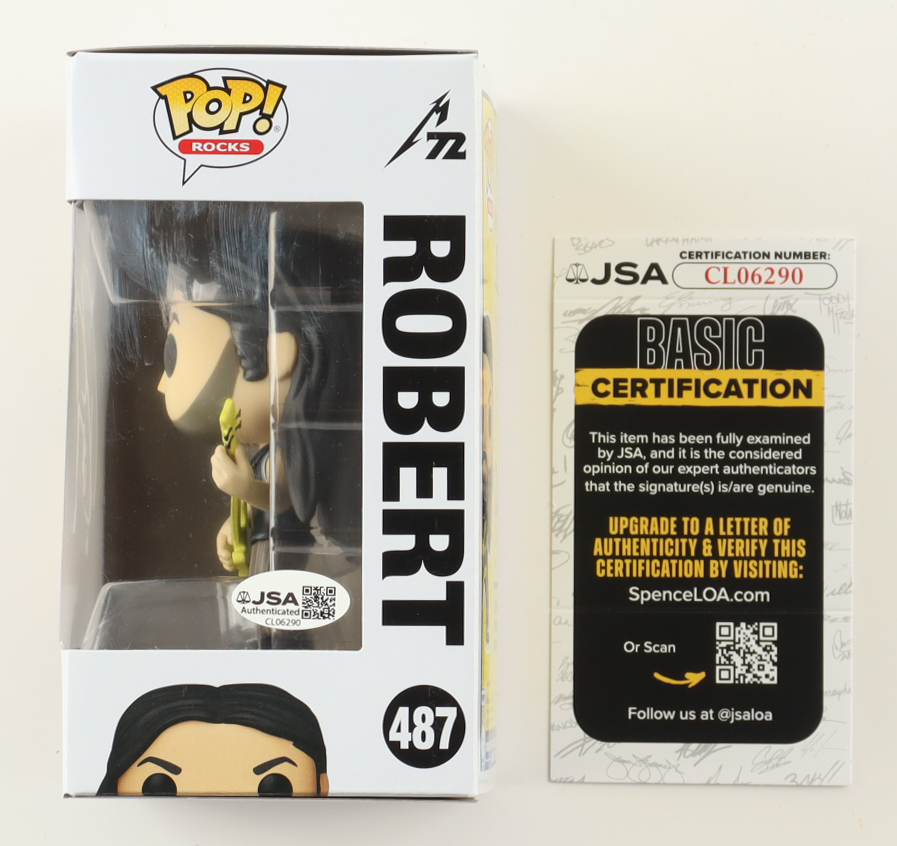 POP!
ROCKS
M72
ROBERT
487
JSA
Authenticated
CL06290
JSA
CERTIFICATION NUMBER:
CL06290
BASIC
CERTIFICATION
This item has been fully examined
by JSA, and it is the considered
opinion of our expert authenticators
that the signature(s) is/are genuine.
UPGRADE TO A LETTER OF
AUTHENTICITY & VERIFY THIS
CERTIFICATION BY VISITING:
SpenceLOA.com
Or Scan
Follow us at @jsaloa